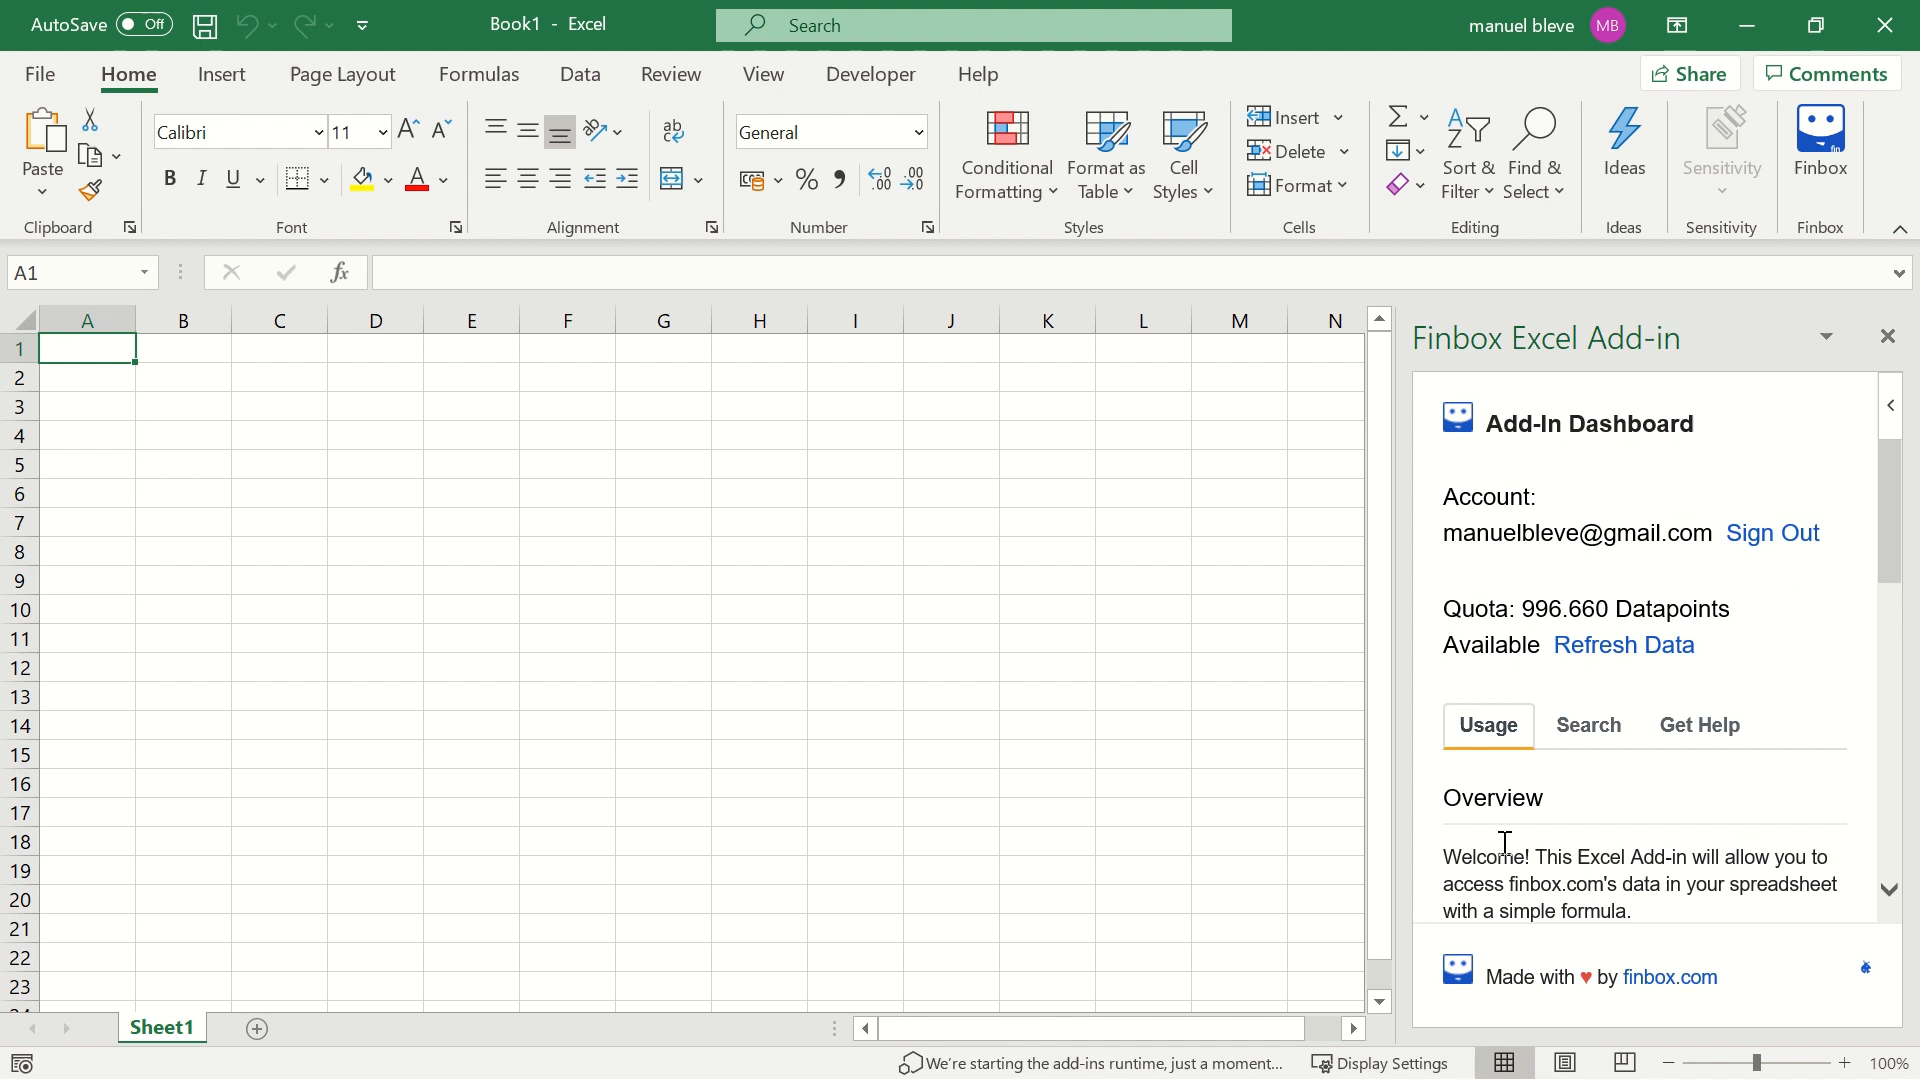 AutoSave Off Book1 - Excel Search manuel bleve MB
File Home Insert Page Layout Formulas Data Review View Developer Help Share Comments
Calibri 11 A A ab General Insert Σ A
Z
Paste Conditional Format as Cell Delete Sort & Find & Ideas Sensitivity Finbox
B I U A % Formatting Table Styles Format Filter Select
Clipboard Font Alignment Number Styles Cells Editing Ideas Sensitivity Finbox
A1 fx
A B C D E F G H I J K L M N
1
2
3
4
5
6
7
8
9
10
11
12
13
14
15
16
17
18
19
20
21
22
23
Finbox Excel Add-in
Add-In Dashboard
Account:
manuelbleve@gmail.com Sign Out
Quota: 996.660 Datapoints
Available Refresh Data
Usage Search Get Help
Overview
Welcome! This Excel Add-in will allow you to
access finbox.com's data in your spreadsheet
with a simple formula.
Made with ♥ by finbox.com
Sheet1
We're starting the add-ins runtime, just a moment... Display Settings 100%